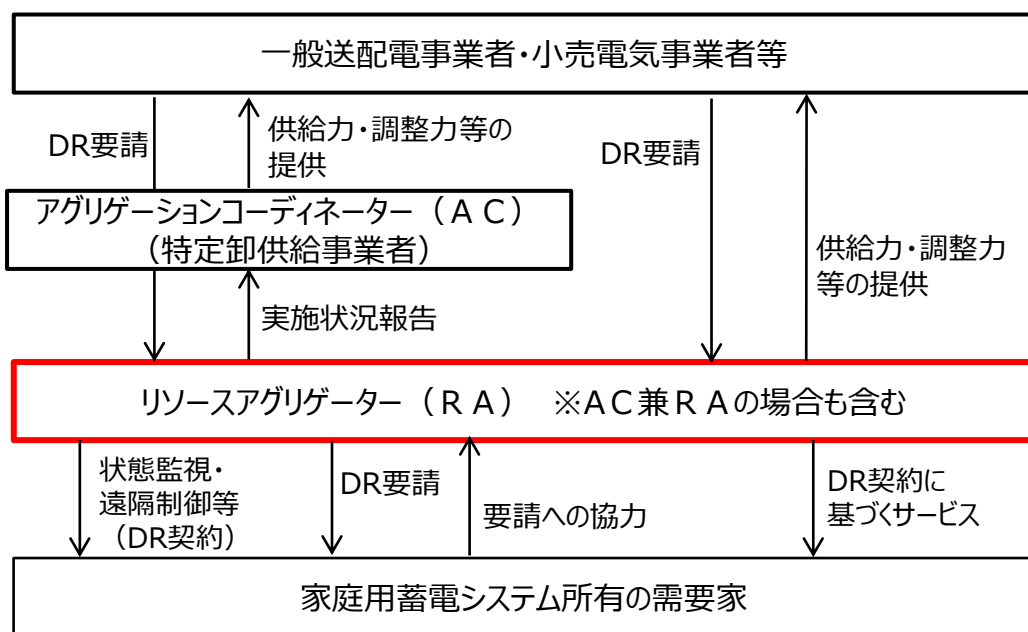 一般送配電事業者・小売電気事業者等
DR要請
供給力・調整力等の
提供
DR要請
アグリゲーションコーディネーター（ＡＣ）
（特定卸供給事業者）
供給力・調整力
等の提供
実施状況報告
リソースアグリゲーター（ＲＡ）　※ＡＣ兼ＲＡの場合も含む
状態監視・
遠隔制御等
（DR契約）
DR要請
要請への協力
DR契約に
基づくサービス
家庭用蓄電システム所有の需要家